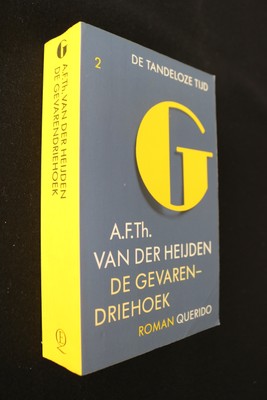 G
A.F.Th. VAN DER HEIJDEN
DE GEVARENDRIEHOEK
Q
2
DE TANDELOZE TIJD
G
A.F.Th.
VAN DER HEIJDEN
DE GEVAREN–
DRIEHOEK
ROMAN QUERIDO